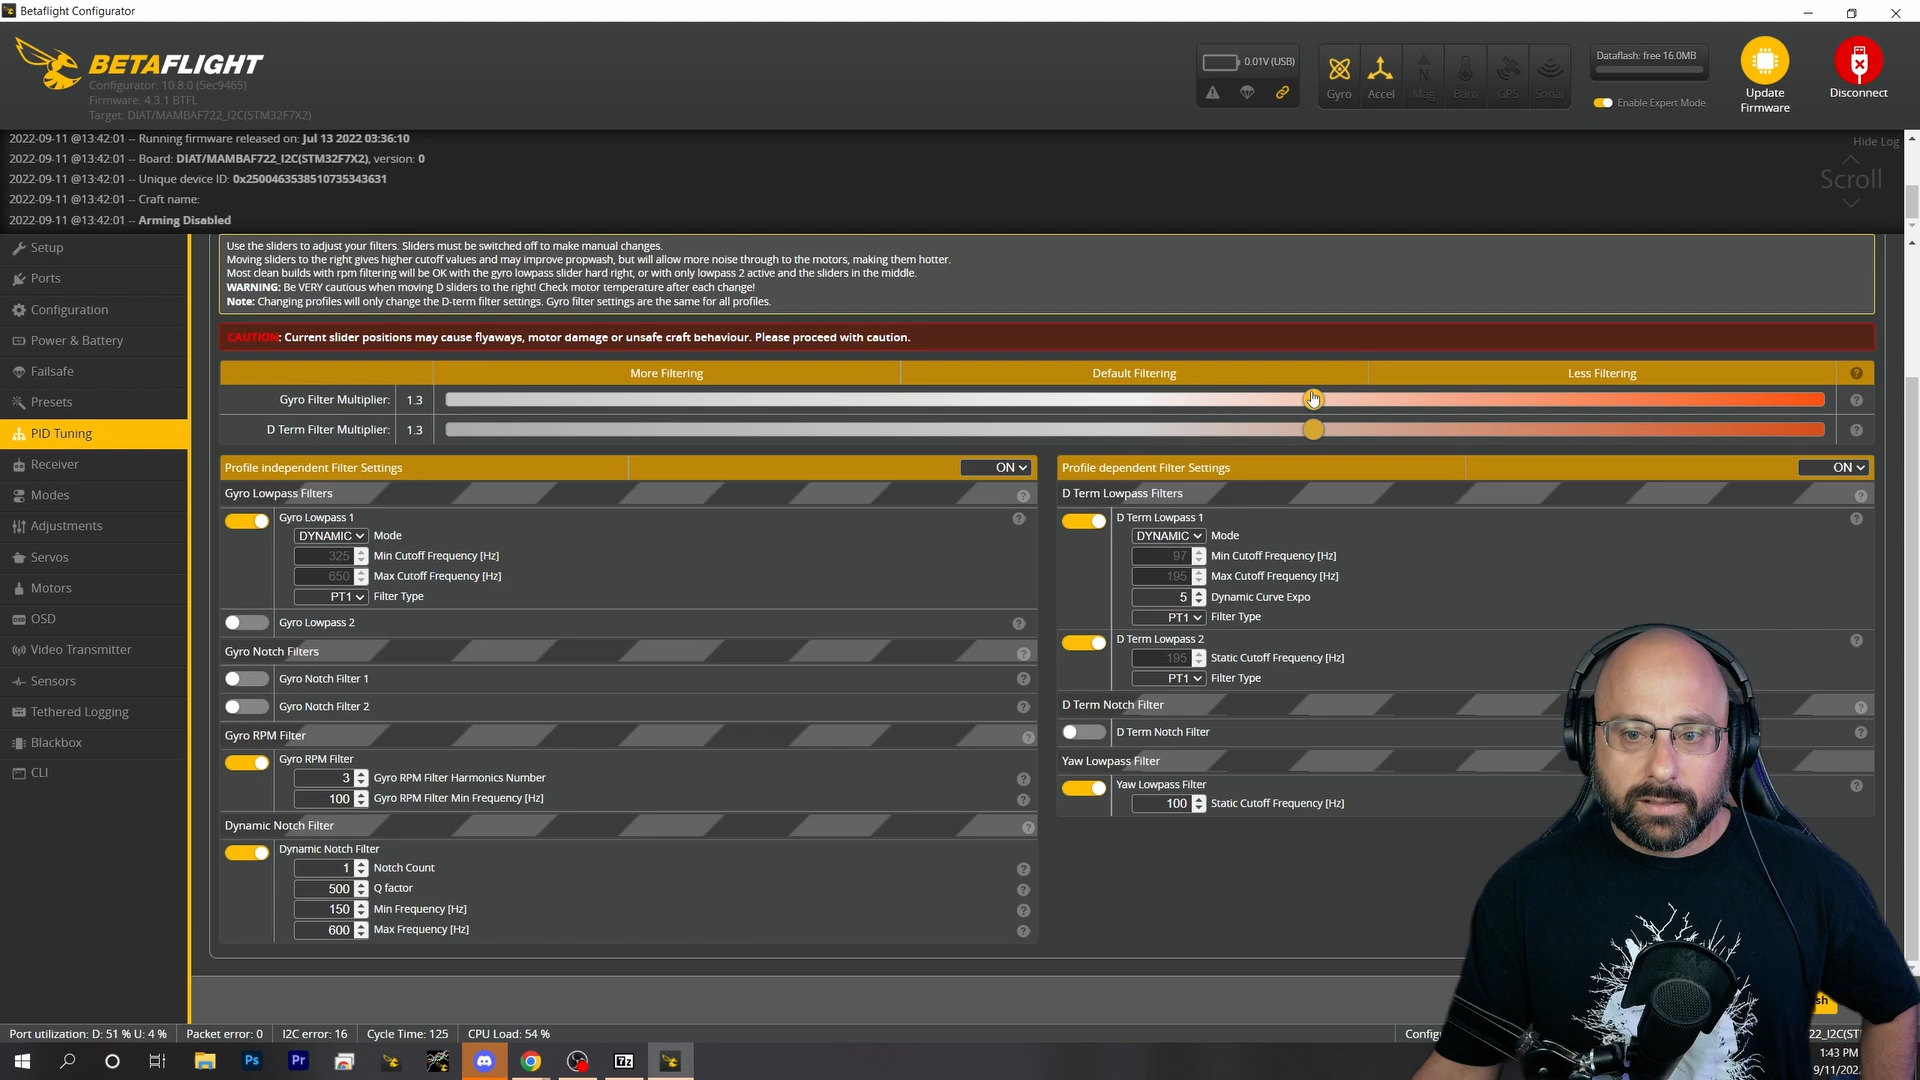 Betaflight Configurator
BETAFLIGHT
Configurator: 10.8.0 (5ec9465)
Firmware: 4.3.1 BTFL
Target: DIAT/MAMBAF722_I2C(STM32F7X2)
0.01V (USB)
Gyro
Accel
Mag
Baro
GPS
Sonar
Dataflash: free 16.0MB
Enable Expert Mode
Update
Firmware
Disconnect
2022-09-11 @13:42:01 -- Running firmware released on: Jul 13 2022 03:36:10
2022-09-11 @13:42:01 -- Board: DIAT/MAMBAF722_I2C(STM32F7X2), version: 0
2022-09-11 @13:42:01 -- Unique device ID: 0x2500463538510735343631
2022-09-11 @13:42:01 -- Craft name:
2022-09-11 @13:42:01 -- Arming Disabled
Hide Log
Scroll
Setup
Ports
Configuration
Power & Battery
Failsafe
Presets
PID Tuning
Receiver
Modes
Adjustments
Servos
Motors
OSD
Video Transmitter
Sensors
Tethered Logging
Blackbox
CLI
Use the sliders to adjust your filters. Sliders must be switched off to make manual changes.
Moving sliders to the right gives higher cutoff values and may improve propwash, but will allow more noise through to the motors, making them hotter.
Most clean builds with rpm filtering will be OK with the gyro lowpass slider hard right, or with only lowpass 2 active and the sliders in the middle.
WARNING: Be VERY cautious when moving D sliders to the right! Check motor temperature after each change!
Note: Changing profiles will only change the D-term filter settings. Gyro filter settings are the same for all profiles.
CAUTION: Current slider positions may cause flyaways, motor damage or unsafe craft behaviour. Please proceed with caution.
More Filtering Default Filtering Less Filtering
Gyro Filter Multiplier: 1.3
D Term Filter Multiplier: 1.3
Profile independent Filter Settings ON
Gyro Lowpass Filters
Gyro Lowpass 1
DYNAMIC Mode
325 Min Cutoff Frequency [Hz]
650 Max Cutoff Frequency [Hz]
PT1 Filter Type
Gyro Lowpass 2
Gyro Notch Filters
Gyro Notch Filter 1
Gyro Notch Filter 2
Gyro RPM Filter
Gyro RPM Filter
3 Gyro RPM Filter Harmonics Number
100 Gyro RPM Filter Min Frequency [Hz]
Dynamic Notch Filter
Dynamic Notch Filter
1 Notch Count
500 Q factor
150 Min Frequency [Hz]
600 Max Frequency [Hz]
Profile dependent Filter Settings ON
D Term Lowpass Filters
D Term Lowpass 1
DYNAMIC Mode
97 Min Cutoff Frequency [Hz]
195 Max Cutoff Frequency [Hz]
5 Dynamic Curve Expo
PT1 Filter Type
D Term Lowpass 2
195 Static Cutoff Frequency [Hz]
PT1 Filter Type
D Term Notch Filter
D Term Notch Filter
Yaw Lowpass Filter
Yaw Lowpass Filter
100 Static Cutoff Frequency [Hz]
Port utilization: D: 51 % U: 4 % Packet error: 0 I2C error: 16 Cycle Time: 125 CPU Load: 54 %
Ps
Pr
7z
1:43 PM